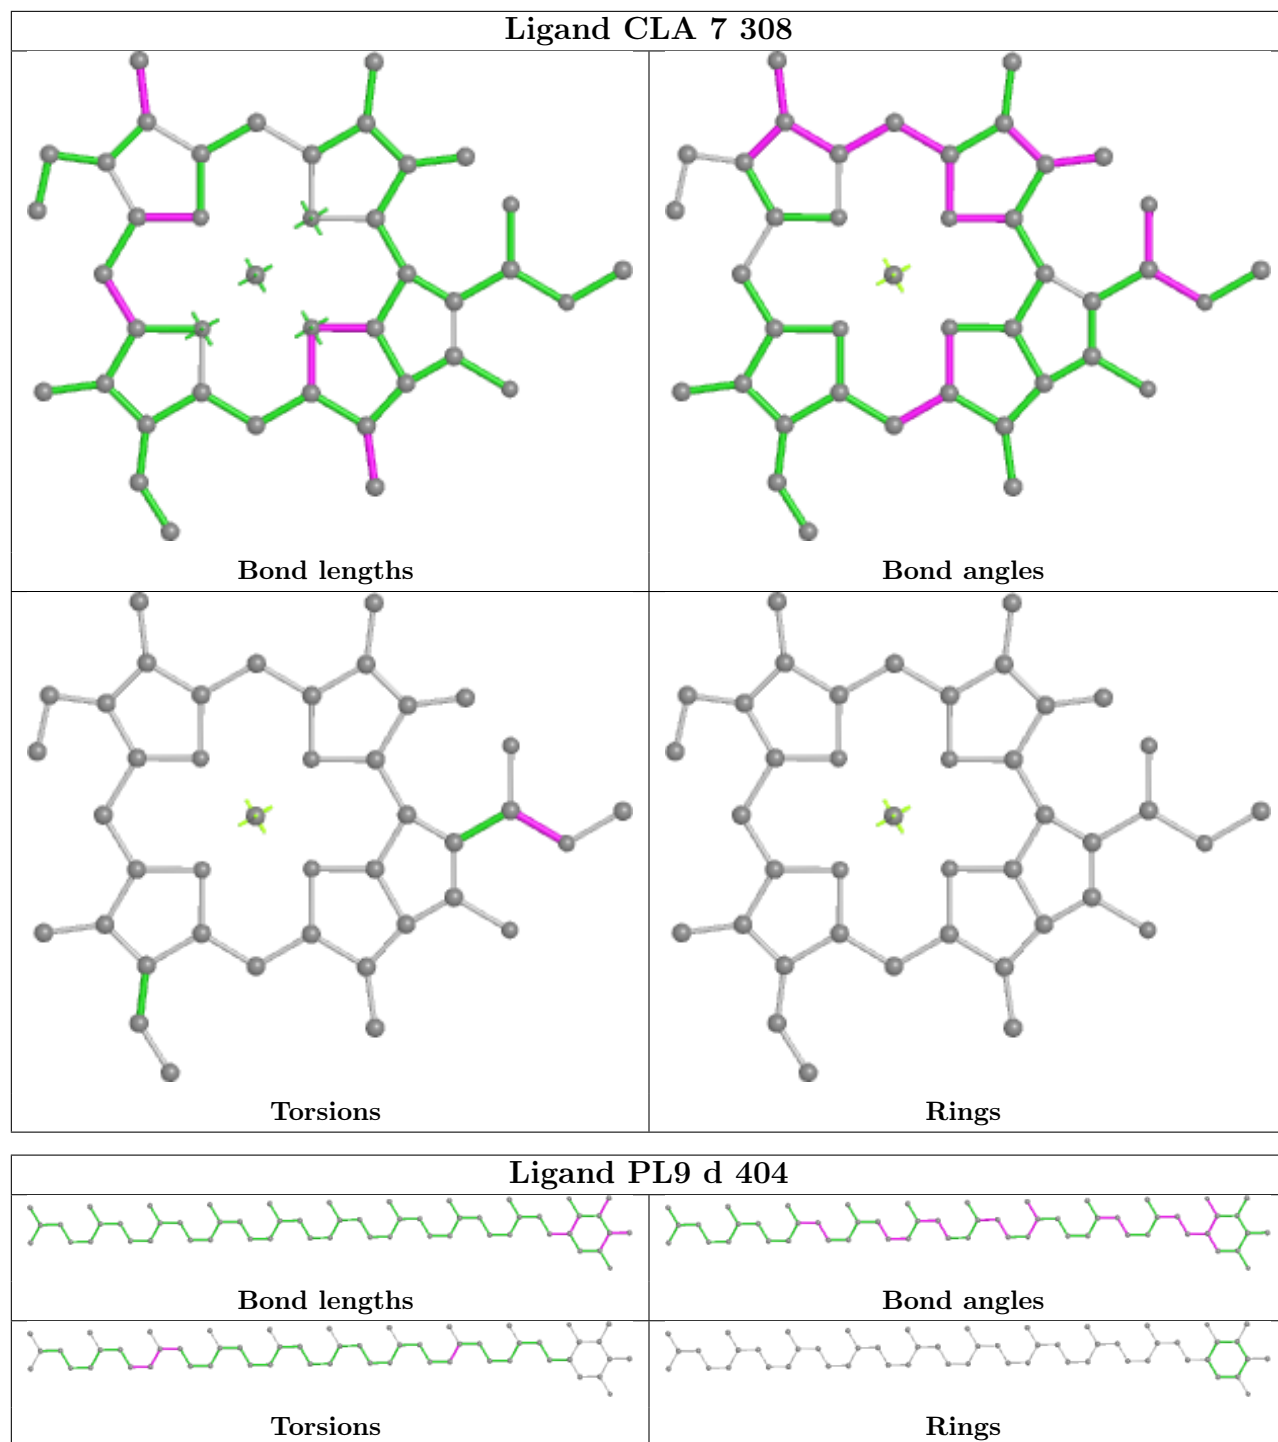 Ligand CLA 7 308
Bond lengths
Bond angles
Torsions
Rings
Ligand PL9 d 404
Bond lengths
Bond angles
Torsions
Rings